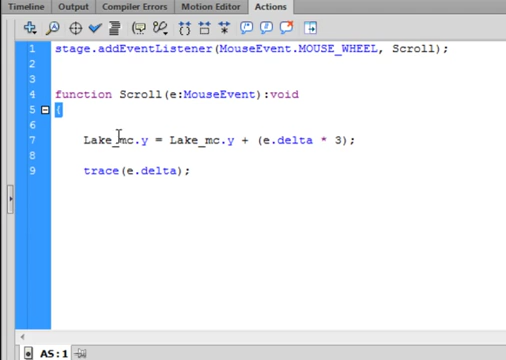 Timeline Output Compiler Errors Motion Editor Actions
1 stage.addEventListener(MouseEvent.MOUSE_WHEEL, Scroll);
2
3
4 function Scroll(e:MouseEvent):void
5 {
6
7 Lake_mc.y = Lake_mc.y + (e.delta * 3);
8
9 trace(e.delta);
AS:1